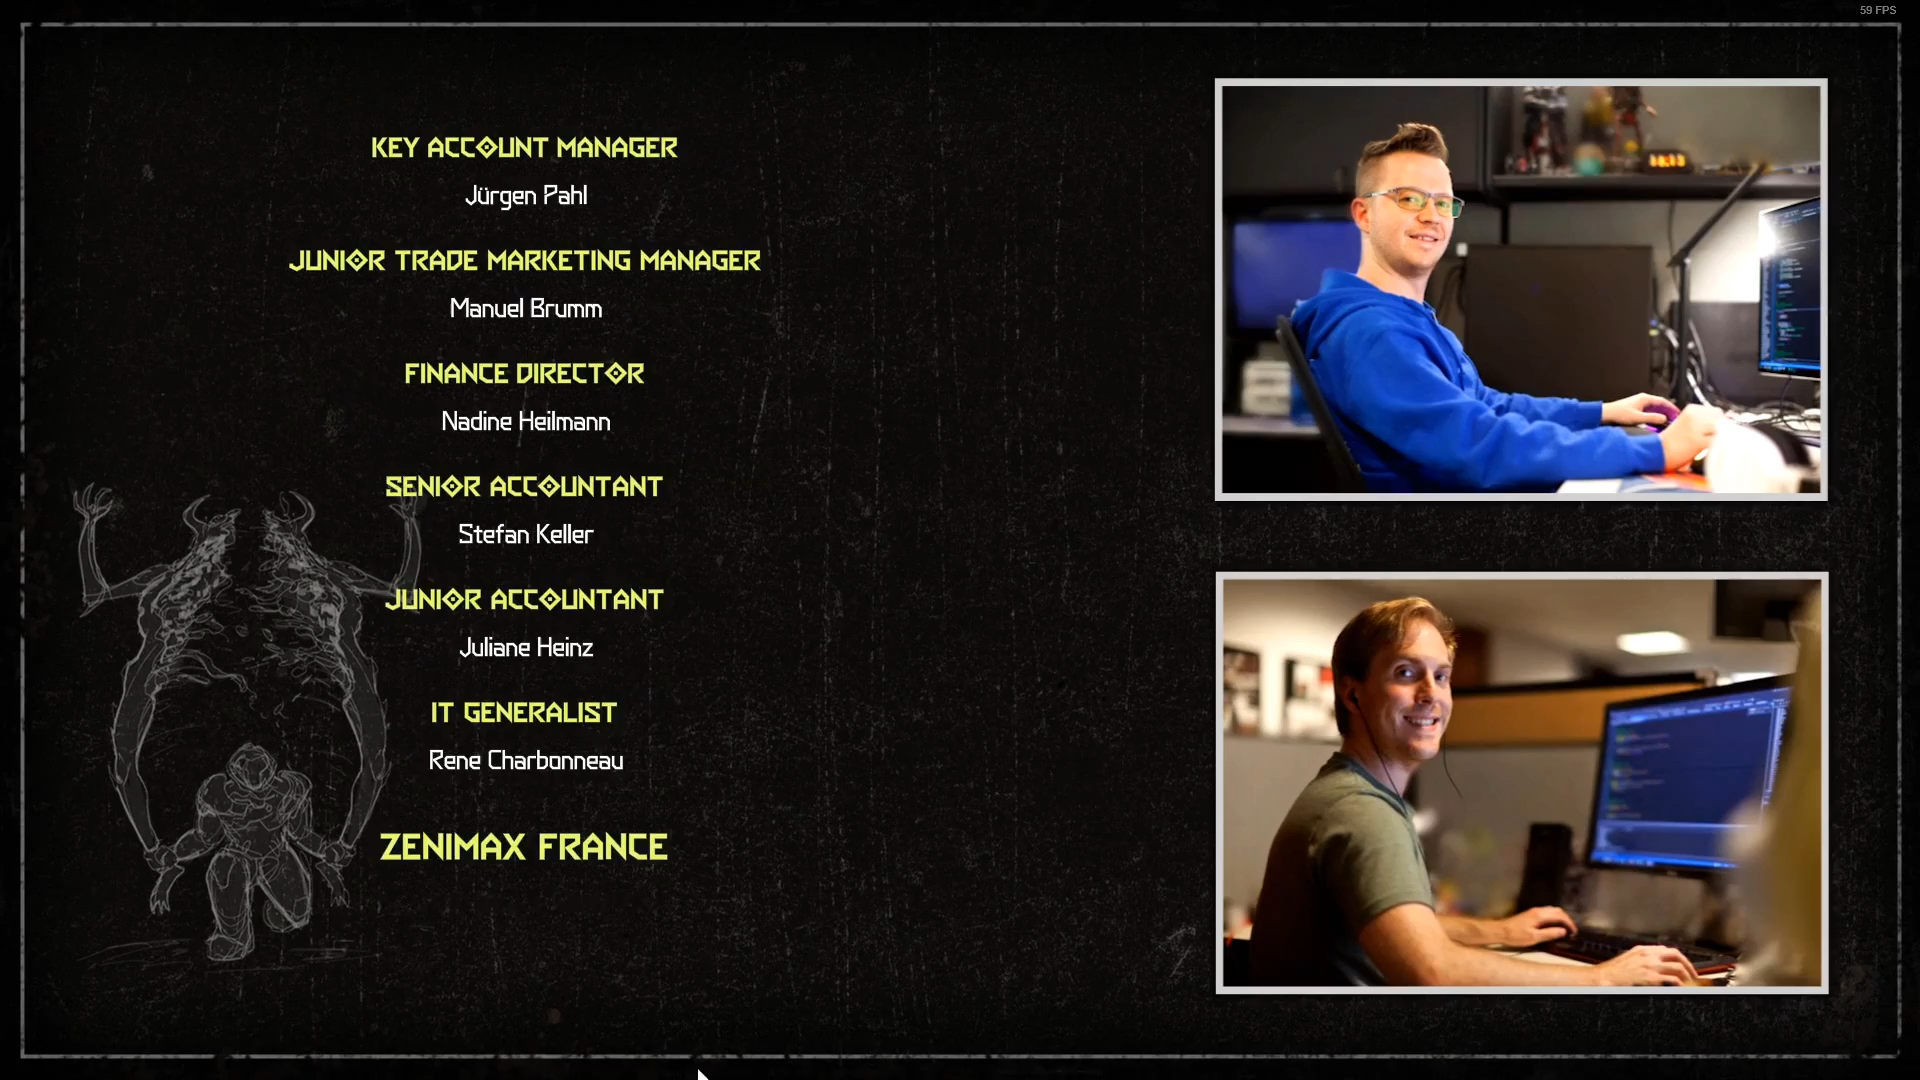 59 FPS
KEY ACCOUNT MANAGER
Jürgen Pahl
JUNIOR TRADE MARKETING MANAGER
Manuel Brumm
FINANCE DIRECTOR
Nadine Heilmann
SENIOR ACCOUNTANT
Stefan Keller
JUNIOR ACCOUNTANT
Juliane Heinz
IT GENERALIST
Rene Charbonneau
ZENIMAX FRANCE